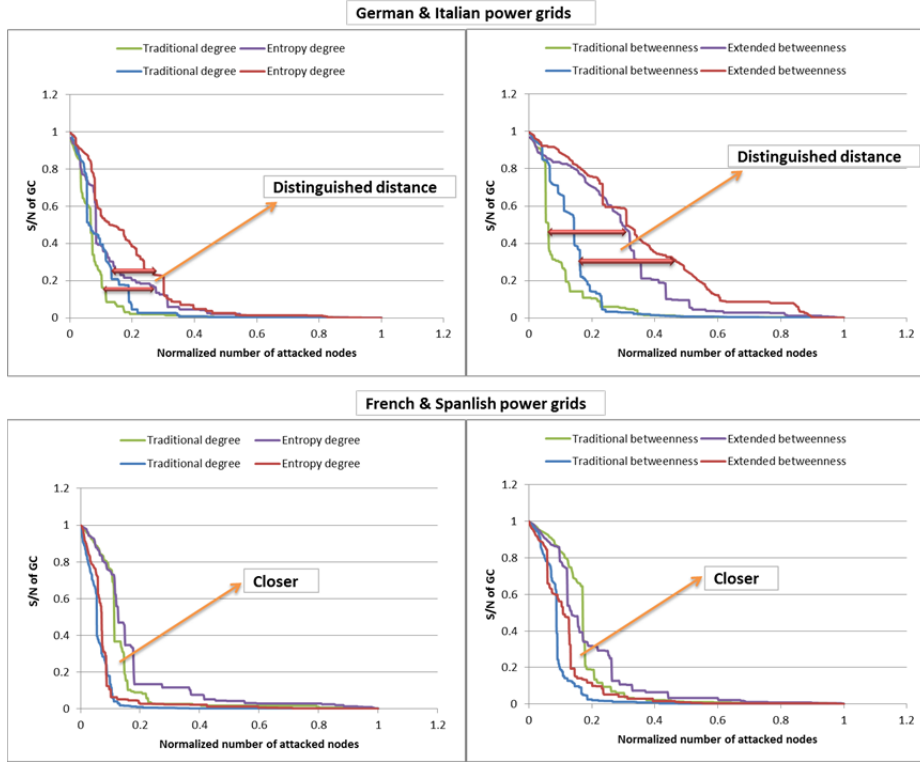 German & Italian power grids
Traditional degree Entropy degree
Traditional degree Entropy degree
1.2
1
0.8
0.6
0.4
0.2
0
S/N of GC
Distinguished distance
0 0.2 0.4 0.6 0.8 1 1.2
Normalized number of attacked nodes
Traditional betweenness Extended betweenness
Traditional betweenness Extended betweenness
1.2
1
0.8
0.6
0.4
0.2
0
S/N of GC
Distinguished distance
0 0.2 0.4 0.6 0.8 1 1.2
Normalized number of attacked nodes
French & Spanlish power grids
Traditional degree Entropy degree
Traditional degree Entropy degree
1.2
1
0.8
0.6
0.4
0.2
0
S/N of GC
Closer
0 0.2 0.4 0.6 0.8 1 1.2
Normalized number of attacked nodes
Traditional betweenness Extended betweenness
Traditional betweenness Extended betweenness
1.2
1
0.8
0.6
0.4
0.2
0
S/N of GC
Closer
0 0.2 0.4 0.6 0.8 1 1.2
Normalized number of attacked nodes